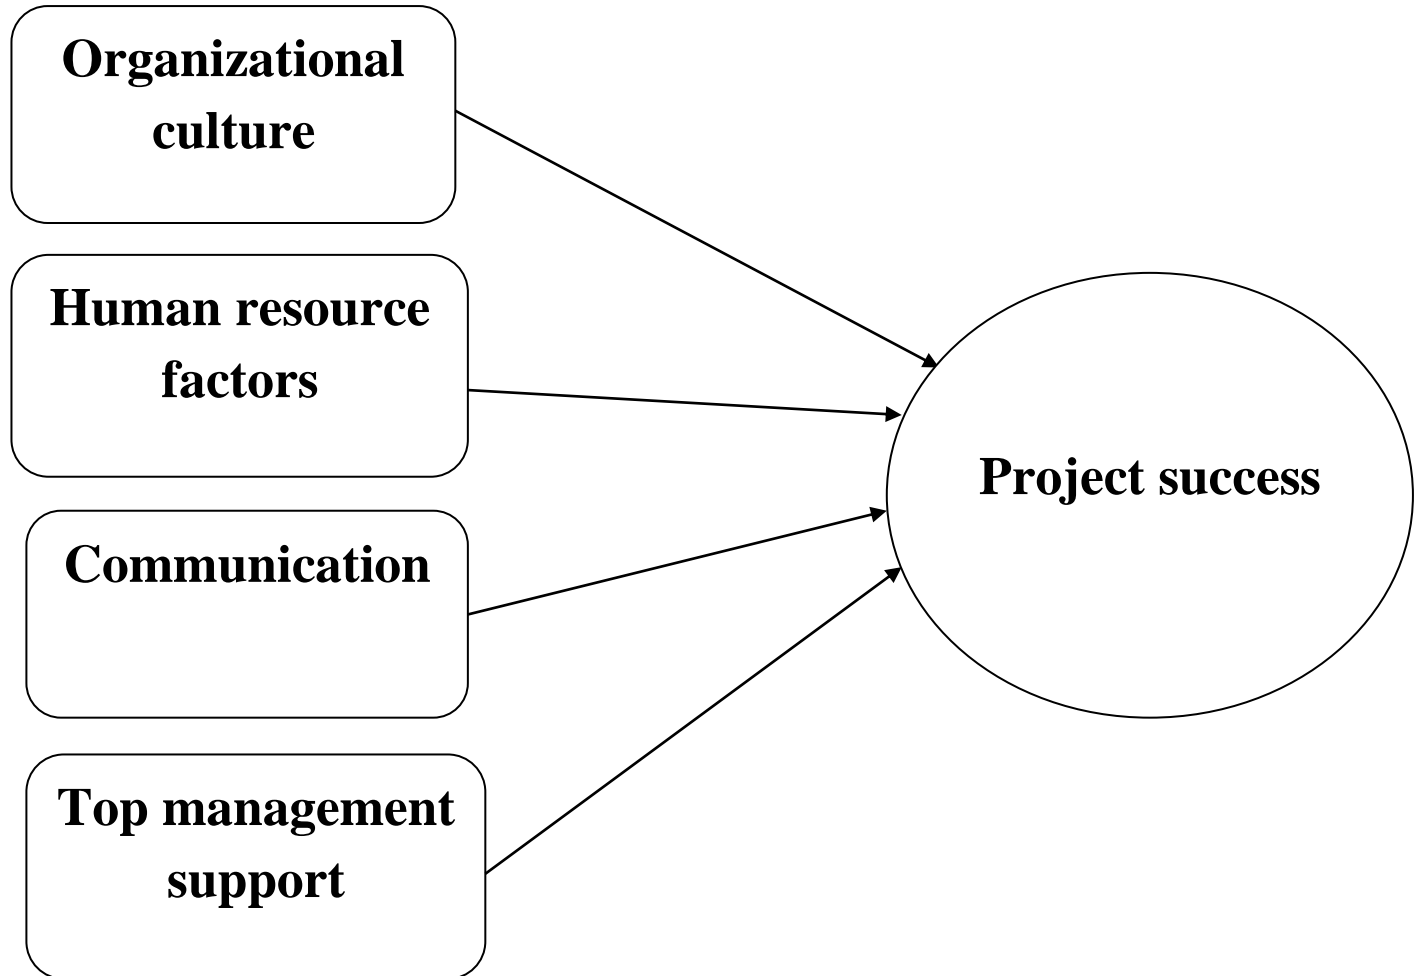 Organizational
culture
Human resource
factors
Communication
Top management
support
Project success